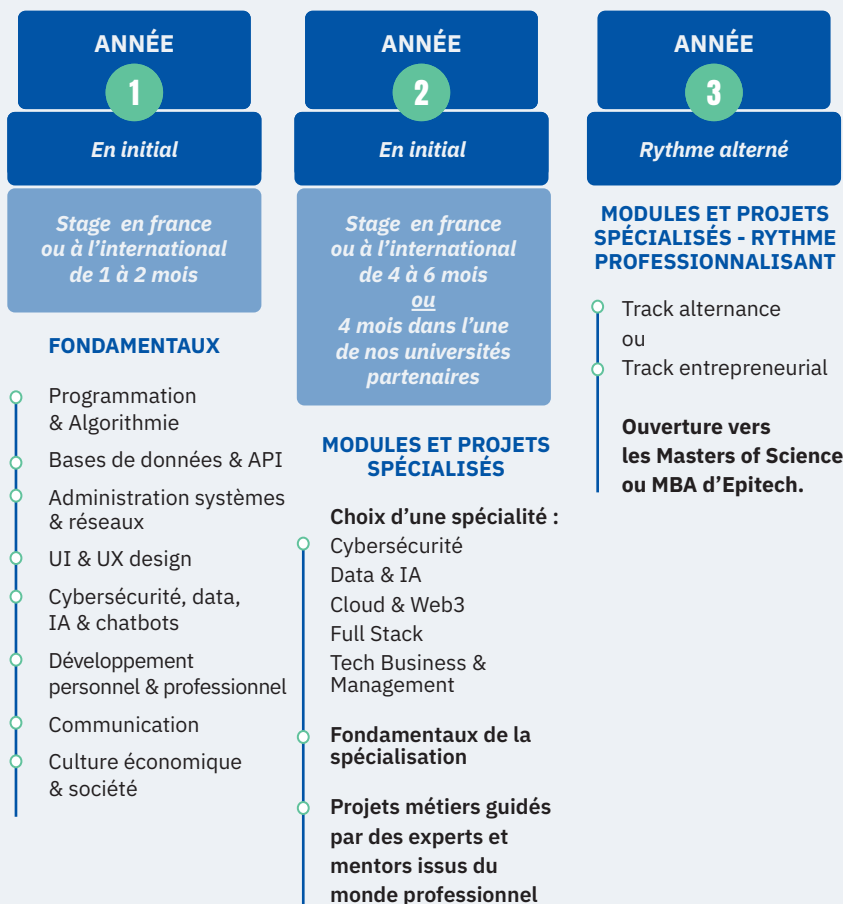 ANNÉE
1
En initial
Stage en france
ou à l'international
de 1 à 2 mois
FONDAMENTAUX
Programmation
& Algorithmie
Bases de données & API
Administration systèmes
& réseaux
UI & UX design
Cybersécurité, data,
IA & chatbots
Développement
personnel & professionnel
Communication
Culture économique
& société
ANNÉE
2
En initial
Stage en france
ou à l'international
de 4 à 6 mois
ou
4 mois dans l'une
de nos universités
partenaires
MODULES ET PROJETS
SPÉCIALISÉS
Choix d'une spécialité :
Cybersécurité
Data & IA
Cloud & Web3
Full Stack
Tech Business &
Management
Fondamentaux de la
spécialisation
Projets métiers guidés
par des experts et
mentors issus du
monde professionnel
ANNÉE
3
Rythme alterné
MODULES ET PROJETS
SPÉCIALISÉS - RYTHME
PROFESSIONNALISANT
Track alternance
ou
Track entrepreneurial
Ouverture vers
les Masters of Science
ou MBA d'Epitech.